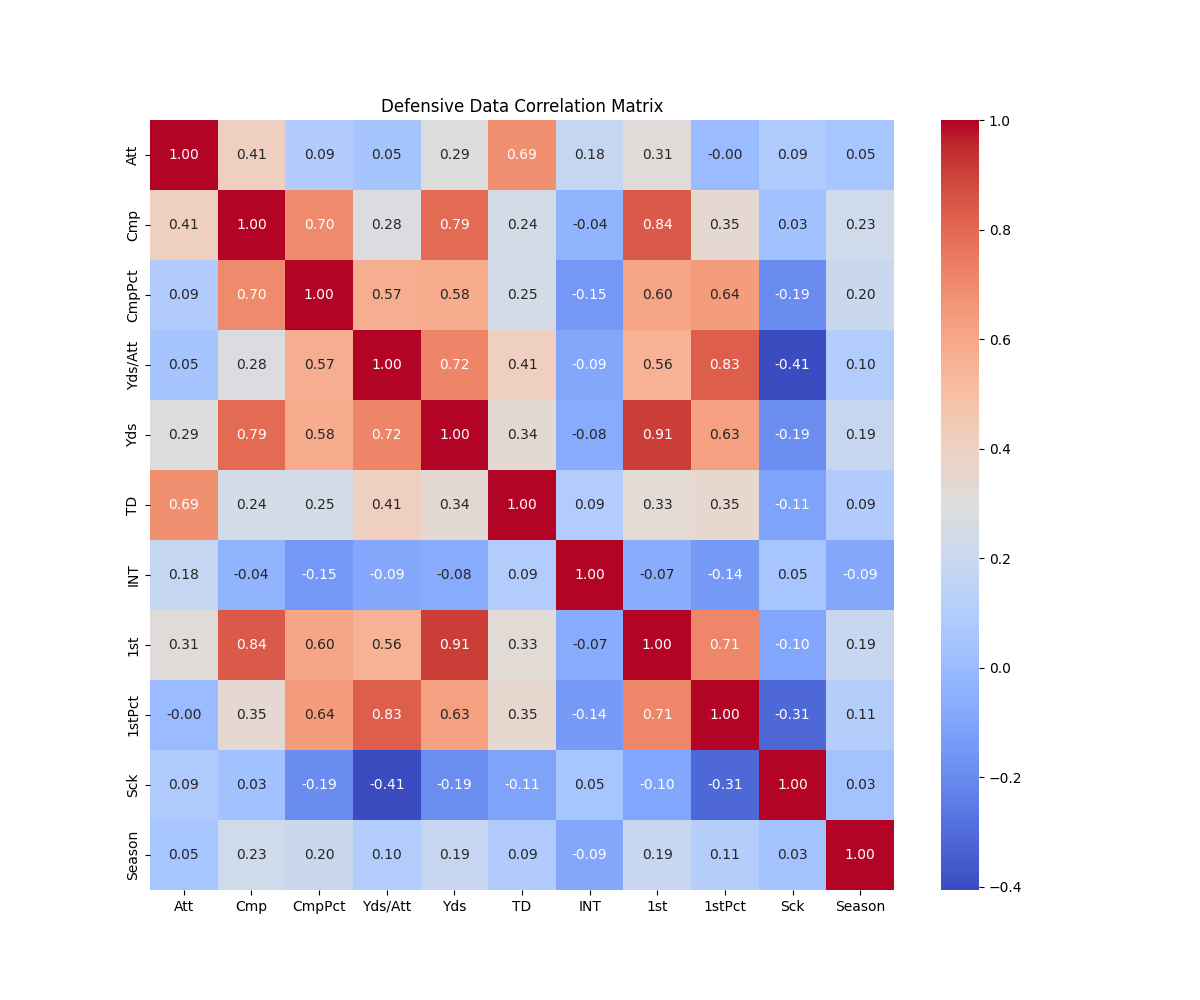 Defensive Data Correlation Matrix
Att 1.00 0.41 0.09 0.05 0.29 0.69 0.18 0.31 -0.00 0.09 0.05
Cmp 0.41 1.00 0.70 0.28 0.79 0.24 -0.04 0.84 0.35 0.03 0.23
CmpPct 0.09 0.70 1.00 0.57 0.58 0.25 -0.15 0.60 0.64 -0.19 0.20
Yds/Att 0.05 0.28 0.57 1.00 0.72 0.41 -0.09 0.56 0.83 -0.41 0.10
Yds 0.29 0.79 0.58 0.72 1.00 0.34 -0.08 0.91 0.63 -0.19 0.19
TD 0.69 0.24 0.25 0.41 0.34 1.00 0.09 0.33 0.35 -0.11 0.09
INT 0.18 -0.04 -0.15 -0.09 -0.08 0.09 1.00 -0.07 -0.14 0.05 -0.09
1st 0.31 0.84 0.60 0.56 0.91 0.33 -0.07 1.00 0.71 -0.10 0.19
1stPct -0.00 0.35 0.64 0.83 0.63 0.35 -0.14 0.71 1.00 -0.31 0.11
Sck 0.09 0.03 -0.19 -0.41 -0.19 -0.11 0.05 -0.10 -0.31 1.00 0.03
Season 0.05 0.23 0.20 0.10 0.19 0.09 -0.09 0.19 0.11 0.03 1.00
Att Cmp CmpPct Yds/Att Yds TD INT 1st 1stPct Sck Season
1.0
0.8
0.6
0.4
0.2
0.0
−0.2
−0.4